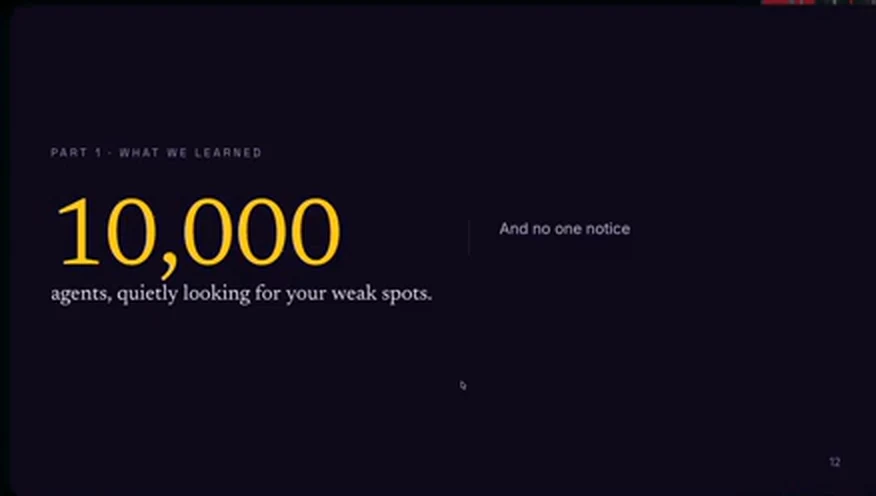 PART 1 · WHAT WE LEARNED
10,000
agents, quietly looking for your weak spots.
And no one notice
12